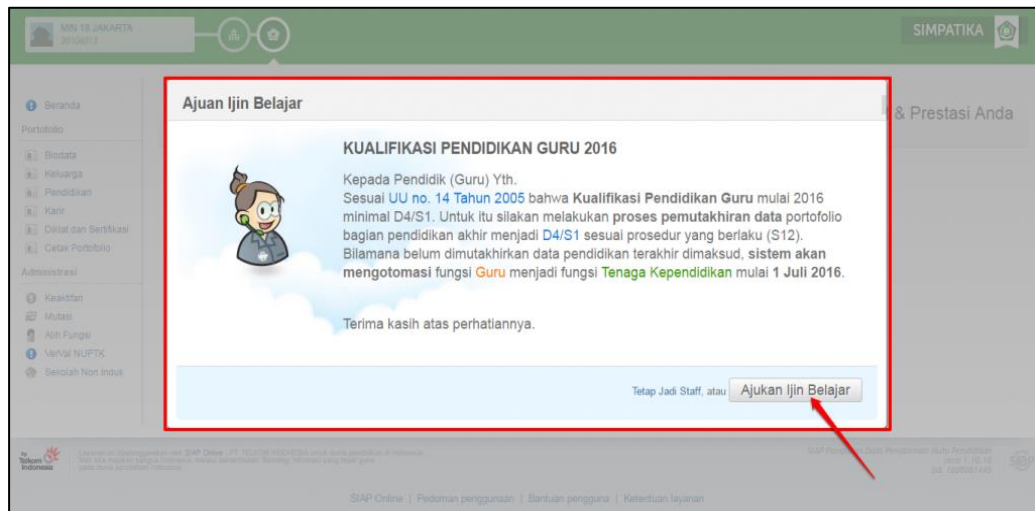 MIN 18 JAKARTA
SIMPATIKA
& Prestasi Anda
Beranda
Portofolio
Biodata
Keluarga
Pendidikan
Karir
Diklat dan Sertifikasi
Cetak Portofolio
Administrasi
Keaktifan
Mutasi
Alih Fungsi
VerVal NUPTK
Sekolah Non Induk
Ajuan Ijin Belajar
KUALIFIKASI PENDIDIKAN GURU 2016
Kepada Pendidik (Guru) Yth.
Sesuai UU no. 14 Tahun 2005 bahwa Kualifikasi Pendidikan Guru mulai 2016
minimal D4/S1. Untuk itu silakan melakukan proses pemutakhiran data portofolio
bagian pendidikan akhir menjadi D4/S1 sesuai prosedur yang berlaku (S12).
Bilamana belum dimutakhirkan data pendidikan terakhir dimaksud, sistem akan
mengotomasi fungsi Guru menjadi fungsi Tenaga Kependidikan mulai 1 Juli 2016.
Terima kasih atas perhatiannya.
Tetap Jadi Staff, atau Ajukan Ijin Belajar
by
Telkom
Indonesia
SIAP Online | Pedoman penggunaan | Bantuan pengguna | Ketentuan layanan